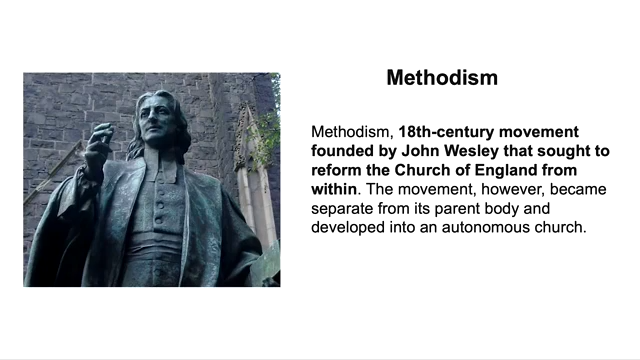 Methodism
Methodism, 18th-century movement
founded by John Wesley that sought to
reform the Church of England from
within. The movement, however, became
separate from its parent body and
developed into an autonomous church.